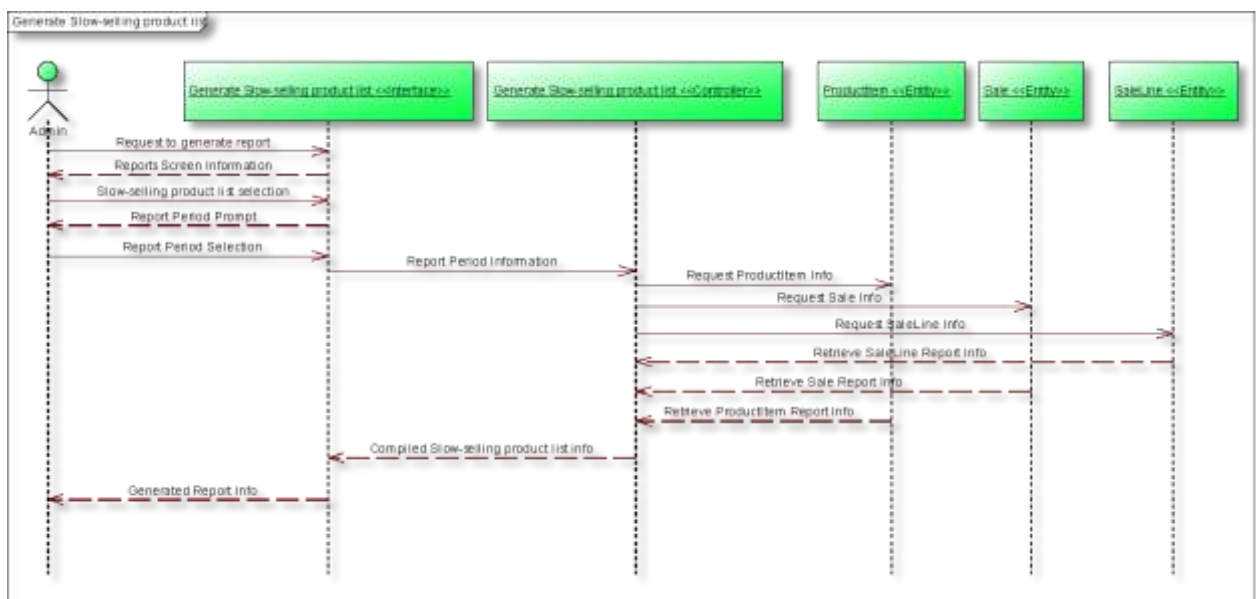 Generate Slow-selling product list
Generate Slow-selling product list <<Interface>>
Generate Slow-selling product list <<Controller>>
ProductItem <<Entity>>
Sale <<Entity>>
SaleLine <<Entity>>
Admin
Request to generate report
Reports Screen Information
Slow-selling product list selection
Report Period Prompt
Report Period Selection
Report Period Information
Request ProductItem Info
Request Sale Info
Request SaleLine Info
Retrieve SaleLine Report Info
Retrieve Sale Report Info
Retrieve ProductItem Report Info
Compiled Slow-selling product list info
Generated Report Info